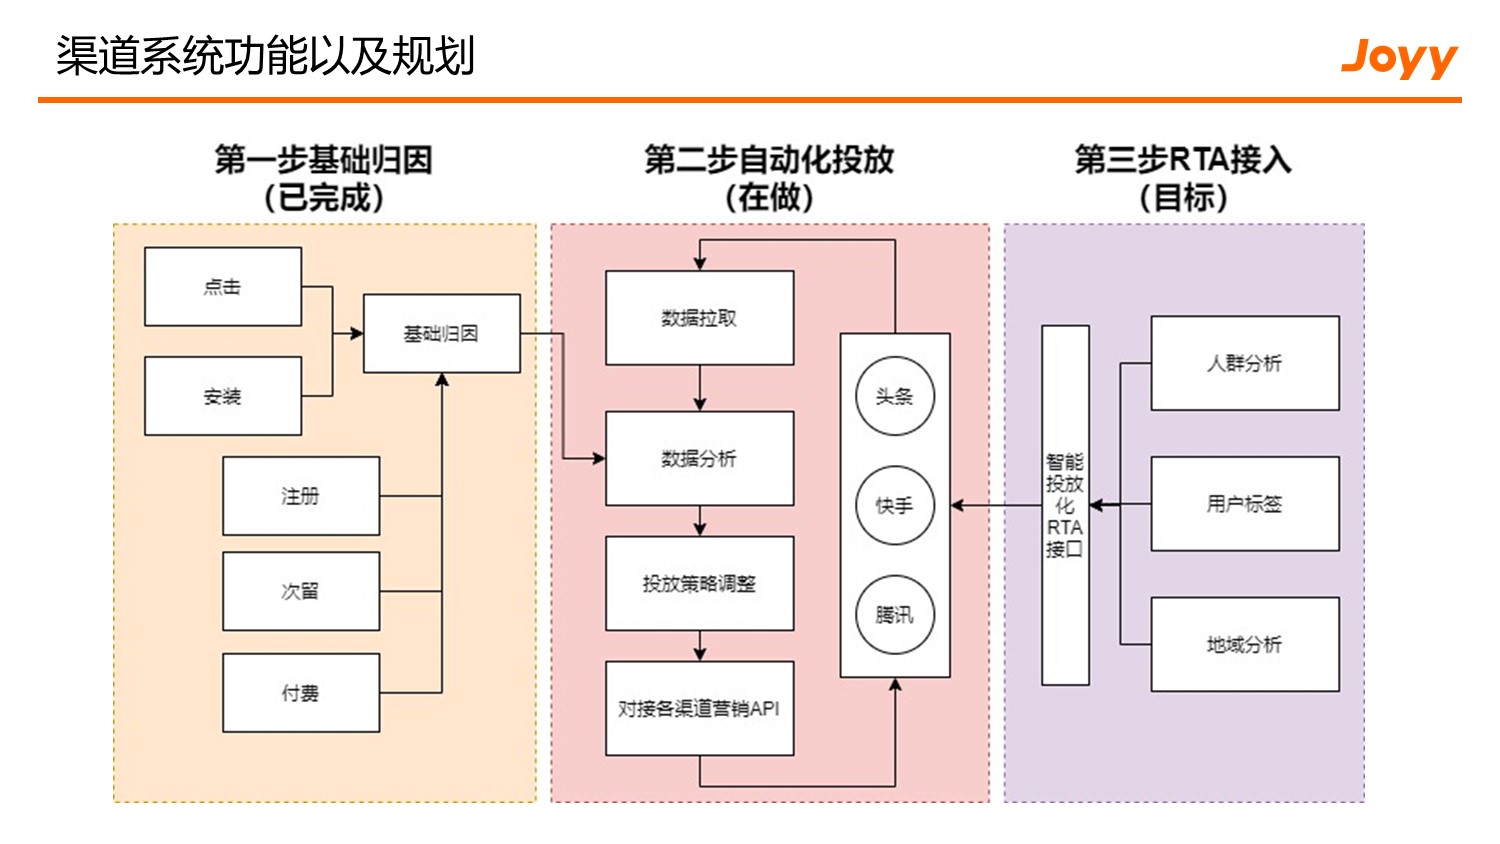 渠道系统功能以及规划
Joyy
第一步基础归因
（已完成）
点击
安装
基础归因
注册
次留
付费
第二步自动化投放
（在做）
数据拉取
数据分析
投放策略调整
对接各渠道营销API
头条
快手
腾讯
第三步RTA接入
（目标）
智能
投放
化
RTA
接口
人群分析
用户标签
地域分析